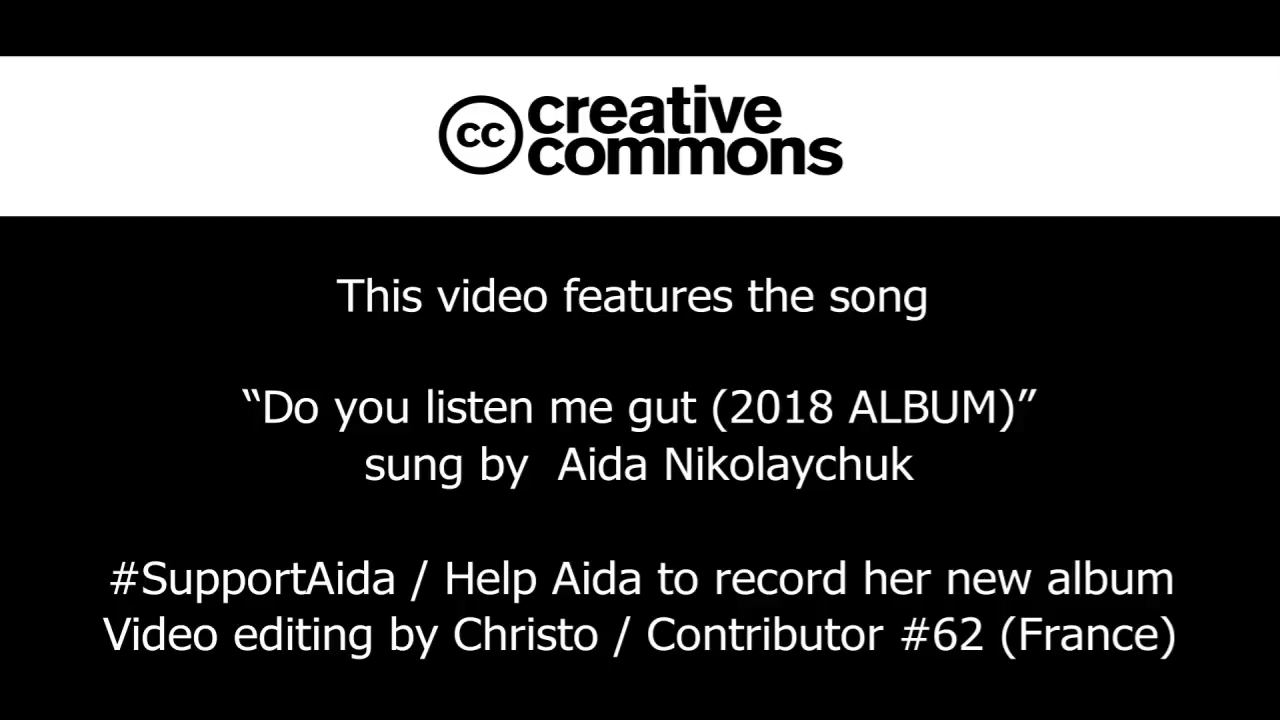 cc creative
commons
This video features the song
“Do you listen me gut (2018 ALBUM)”
sung by  Aida Nikolaychuk
#SupportAida / Help Aida to record her new album
Video editing by Christo / Contributor #62 (France)